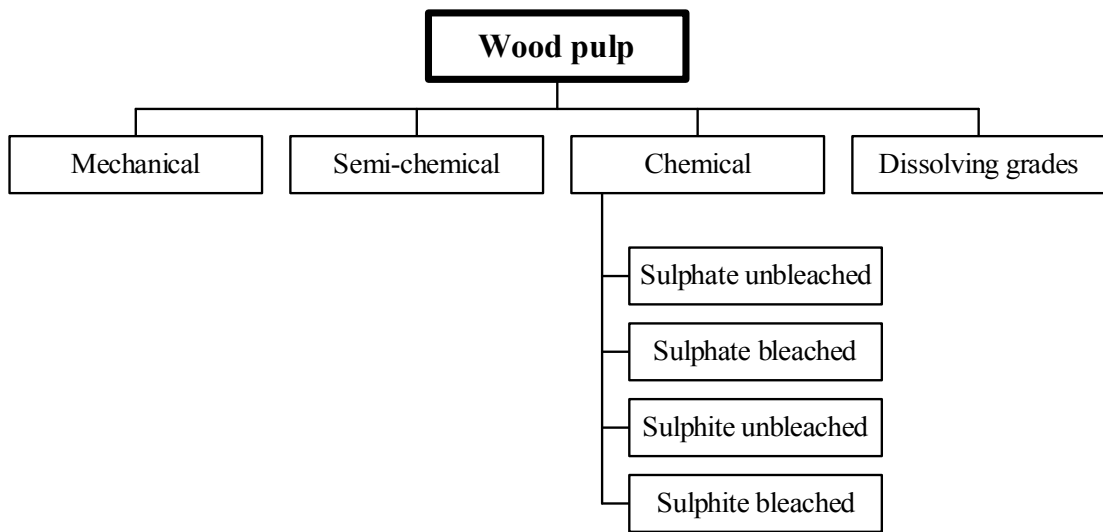 Wood pulp
Mechanical
Semi-chemical
Chemical
Dissolving grades
Sulphate unbleached
Sulphate bleached
Sulphite unbleached
Sulphite bleached